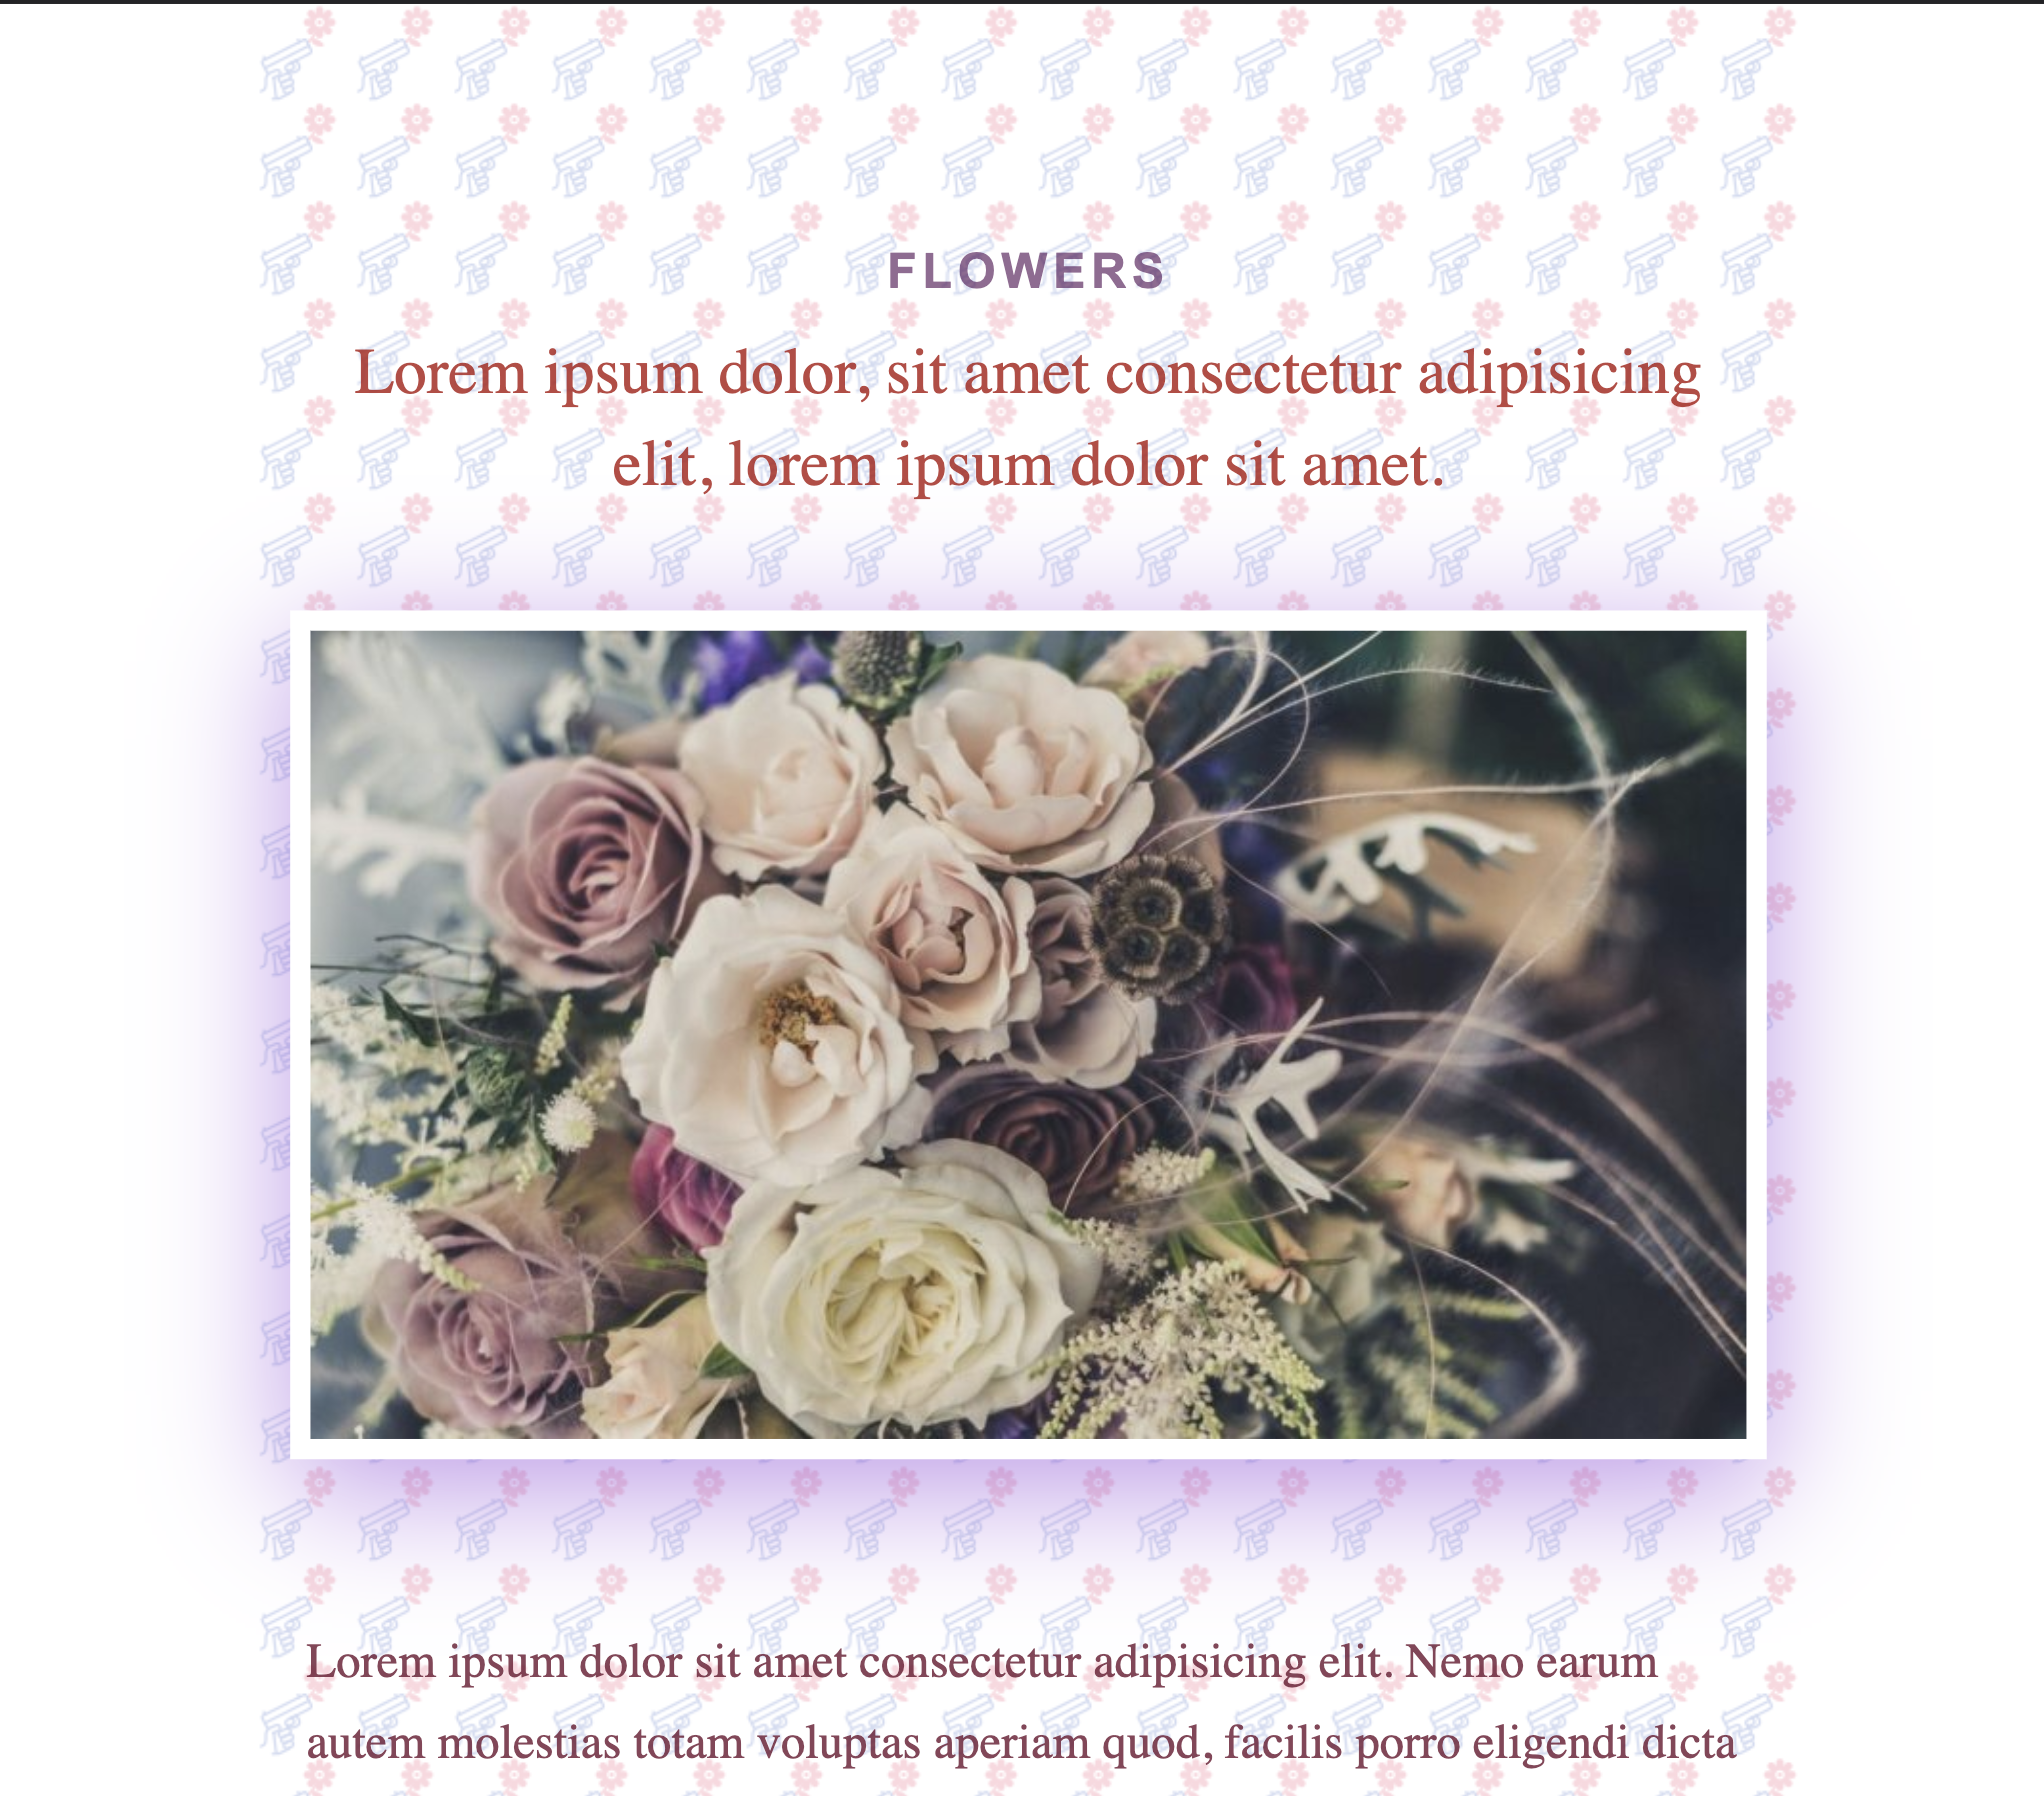 FLOWERS
Lorem ipsum dolor, sit amet consectetur adipisicing
elit, lorem ipsum dolor sit amet.
Lorem ipsum dolor sit amet consectetur adipisicing elit. Nemo earum
autem molestias totam voluptas aperiam quod, facilis porro eligendi dicta